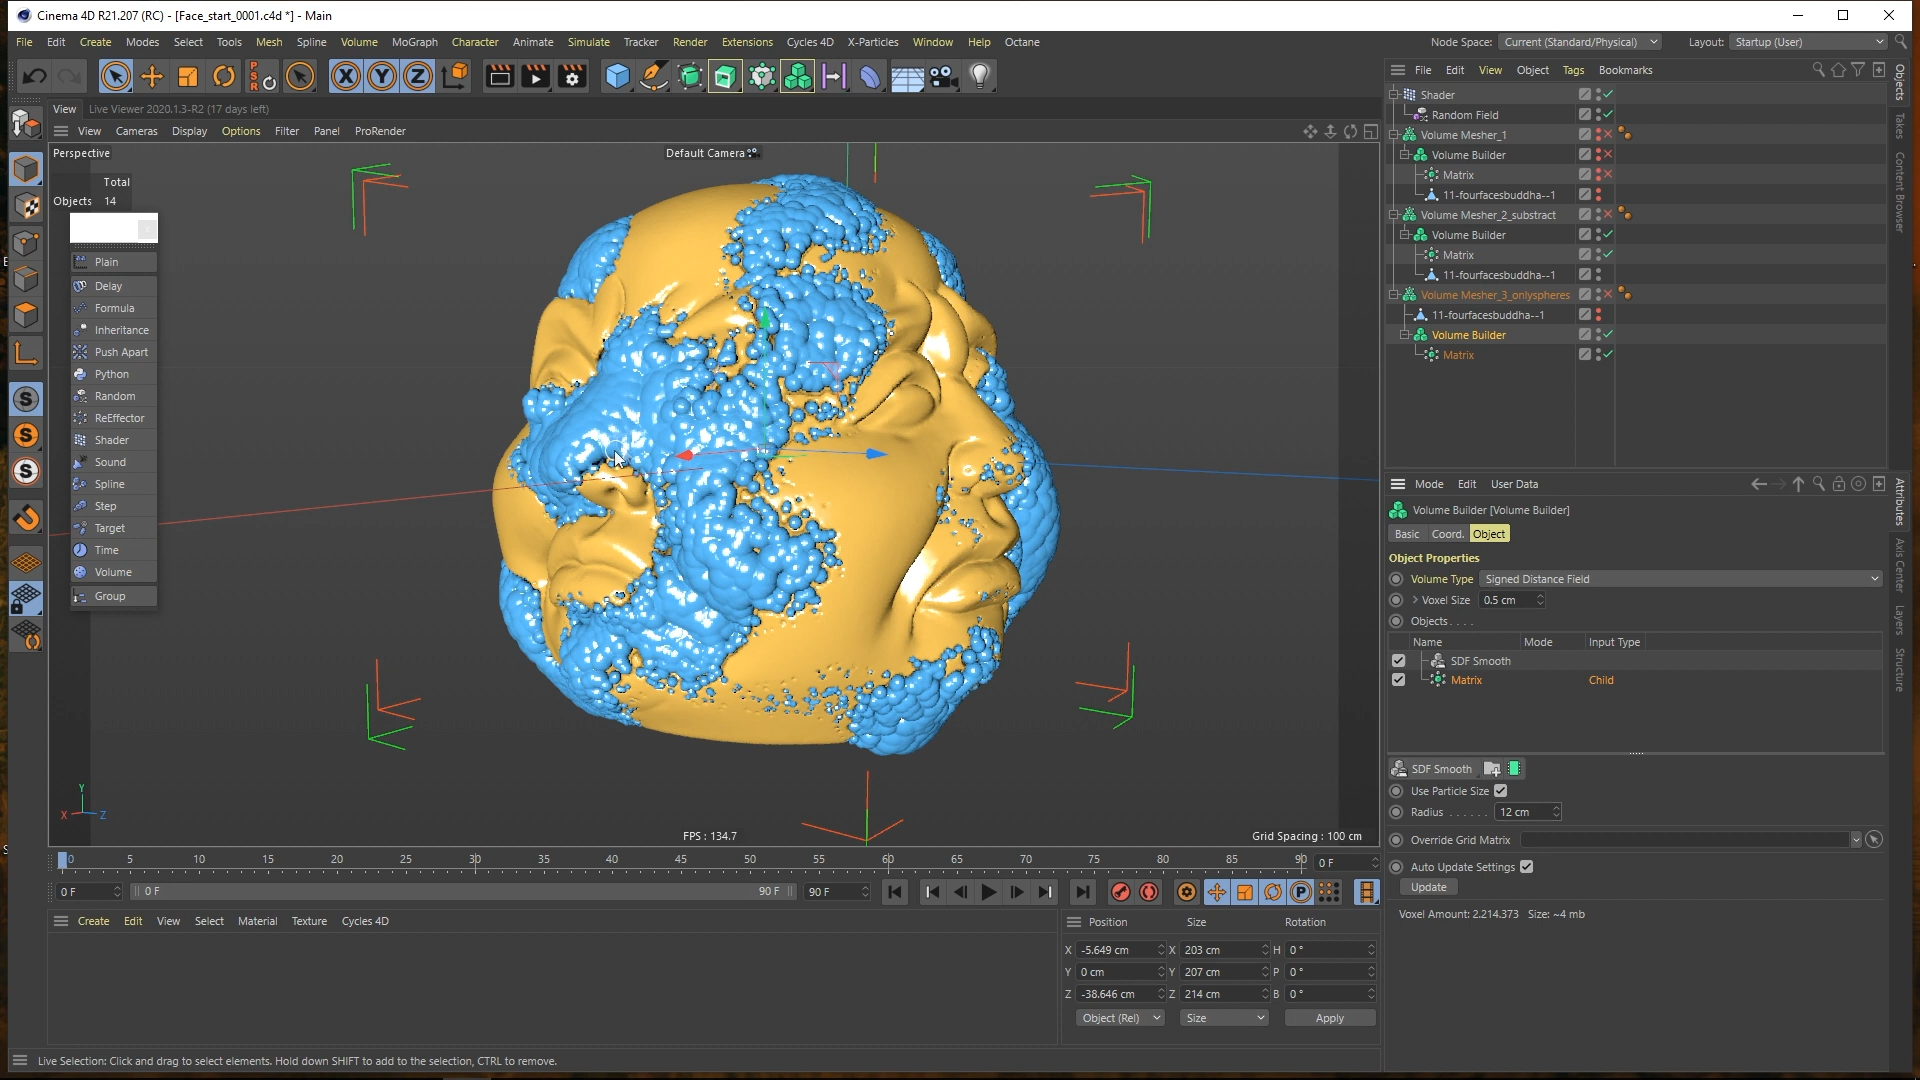 Cinema 4D R21.207 (RC) - [Face_start_0001.c4d *] - Main
File Edit Create Modes Select Tools Mesh Spline Volume MoGraph Character Animate Simulate Tracker Render Extensions Cycles 4D X-Particles Window Help Octane
Node Space: Current (Standard/Physical) Layout: Startup (User)
View Live Viewer 2020.1.3-R2 (17 days left)
View Cameras Display Options Filter Panel ProRender
Perspective
Default Camera
Total
Objects 14
Plain
Delay
Formula
Inheritance
Push Apart
Python
Random
ReEffector
Shader
Sound
Spline
Step
Target
Time
Volume
Group
Y
X Z
FPS : 134.7
Grid Spacing : 100 cm
0 5 10 15 20 25 30 35 40 45 50 55 60 65 70 75 80 85 90 0 F
0 F 0 F 90 F 90 F
Create Edit View Select Material Texture Cycles 4D
Position Size Rotation
X -5.649 cm X 203 cm H 0 °
Y 0 cm Y 207 cm P 0 °
Z -38.646 cm Z 214 cm B 0 °
Object (Rel) Size Apply
Live Selection: Click and drag to select elements. Hold down SHIFT to add to the selection, CTRL to remove.
File Edit View Object Tags Bookmarks
Shader
Random Field
Volume Mesher_1
Volume Builder
Matrix
11-fourfacesbuddha--1
Volume Mesher_2_substract
Volume Builder
Matrix
11-fourfacesbuddha--1
Volume Mesher_3_onlyspheres
11-fourfacesbuddha--1
Volume Builder
Matrix
Objects
Takes
Content Browser
Mode Edit User Data
Volume Builder [Volume Builder]
Basic Coord. Object
Object Properties
Volume Type Signed Distance Field
> Voxel Size 0.5 cm
Objects . . . .
Name Mode Input Type
SDF Smooth
Matrix Child
SDF Smooth
Use Particle Size
Radius . . . . . . 12 cm
Override Grid Matrix
Auto Update Settings
Update
Voxel Amount: 2.214.373 Size: ~4 mb
Attributes
Axis Center
Layers
Structure